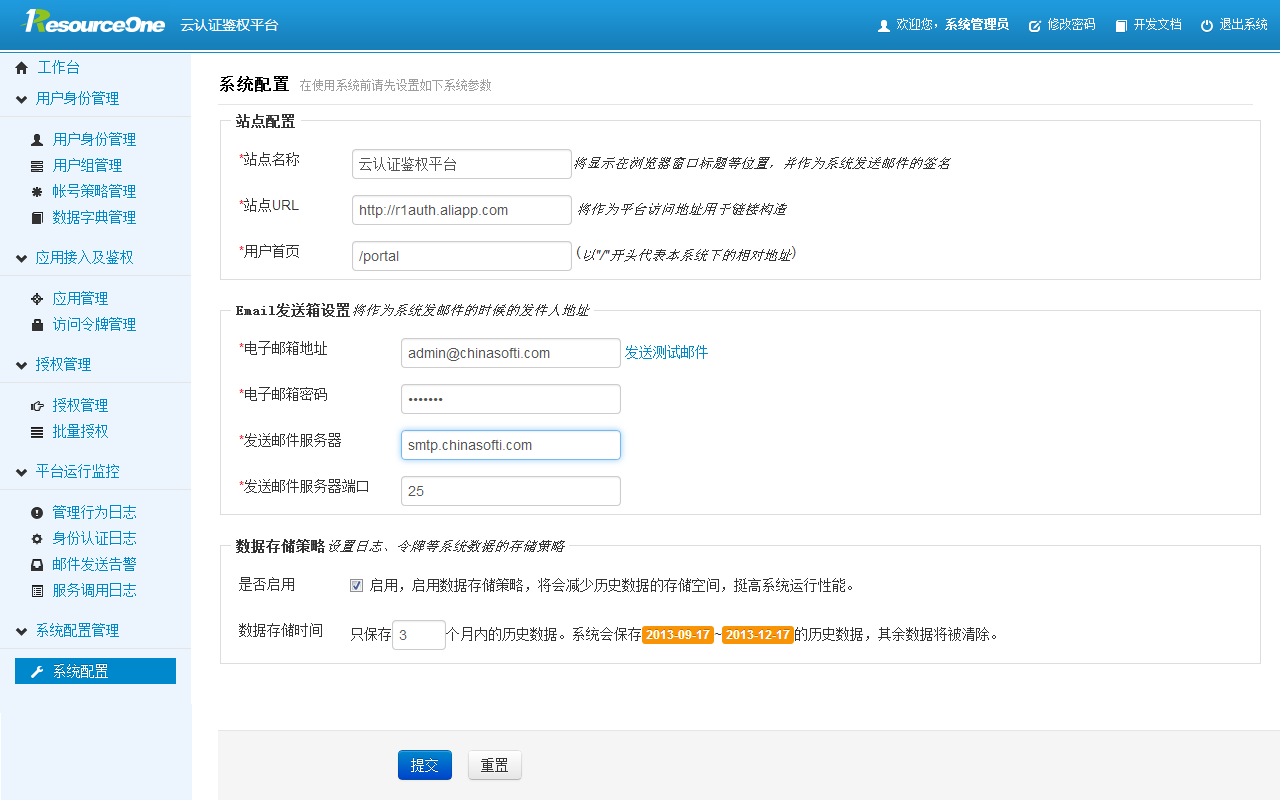 1ResourceOne 云认证鉴权平台 欢迎您，系统管理员 修改密码 开发文档 退出系统
工作台
用户身份管理
用户身份管理
用户组管理
帐号策略管理
数据字典管理
应用接入及鉴权
应用管理
访问令牌管理
授权管理
授权管理
批量授权
平台运行监控
管理行为日志
身份认证日志
邮件发送告警
服务调用日志
系统配置管理
系统配置
系统配置 在使用系统前请先设置如下系统参数
站点配置
*站点名称 云认证鉴权平台 将显示在浏览器窗口标题等位置，并作为系统发送邮件的签名
*站点URL http://r1auth.aliapp.com 将作为平台访问地址用于链接构造
*用户首页 /portal (以"/"开头代表本系统下的相对地址)
Email发送箱设置 将作为系统发邮件的时候的发件人地址
*电子邮箱地址 admin@chinasofti.com 发送测试邮件
*电子邮箱密码 •••••••
*发送邮件服务器 smtp.chinasofti.com
*发送邮件服务器端口 25
数据存储策略 设置日志、令牌等系统数据的存储策略
是否启用 启用，启用数据存储策略，将会减少历史数据的存储空间，挺高系统运行性能。
数据存储时间 只保存 3 个月内的历史数据。系统会保存 2013-09-17 ~ 2013-12-17 的历史数据，其余数据将被清除。
提交 重置